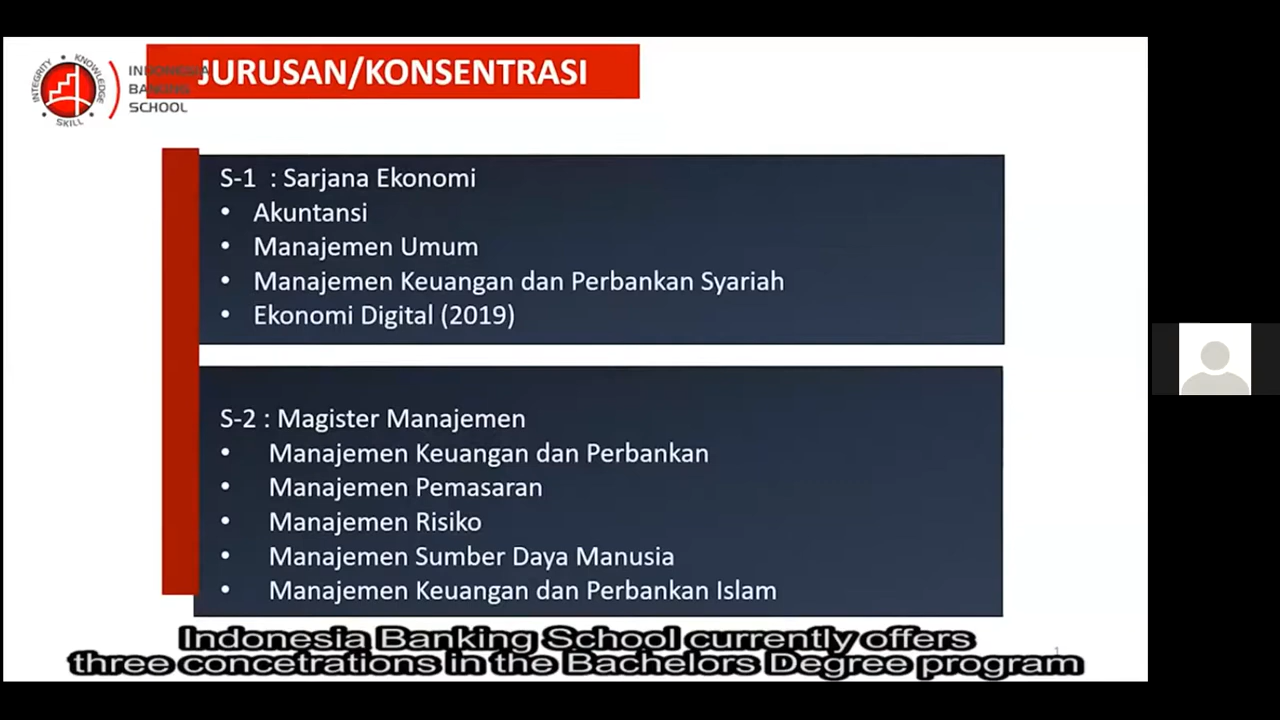 JURUSAN/KONSENTRASI
INTEGRITY • KNOWLEDGE • SKILL •
INDONESIA
BANKING
SCHOOL
S-1 : Sarjana Ekonomi
• Akuntansi
• Manajemen Umum
• Manajemen Keuangan dan Perbankan Syariah
• Ekonomi Digital (2019)
S-2 : Magister Manajemen
• Manajemen Keuangan dan Perbankan
• Manajemen Pemasaran
• Manajemen Risiko
• Manajemen Sumber Daya Manusia
• Manajemen Keuangan dan Perbankan Islam
Indonesia Banking School currently offers
three concetrations in the Bachelors Degree program
1